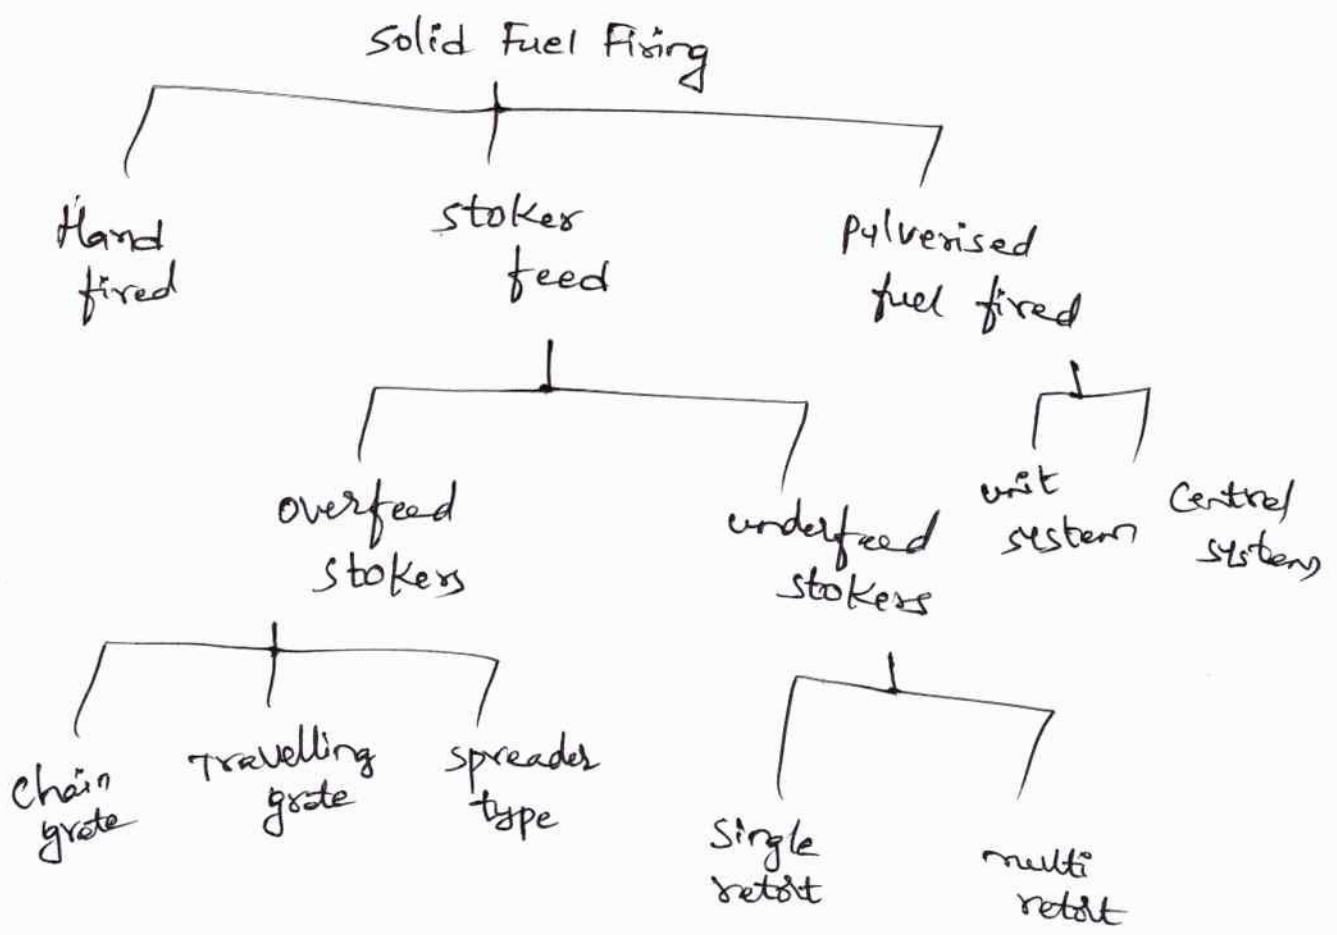 Solid Fuel Firing
Hand
fired
stoker
feed
Pulverised
fuel fired
overfeed
stokers
underfeed
stokers
unit
system
Central
system
Chain
grate
Travelling
grate
spreader
type
Single
retort
multi
retort